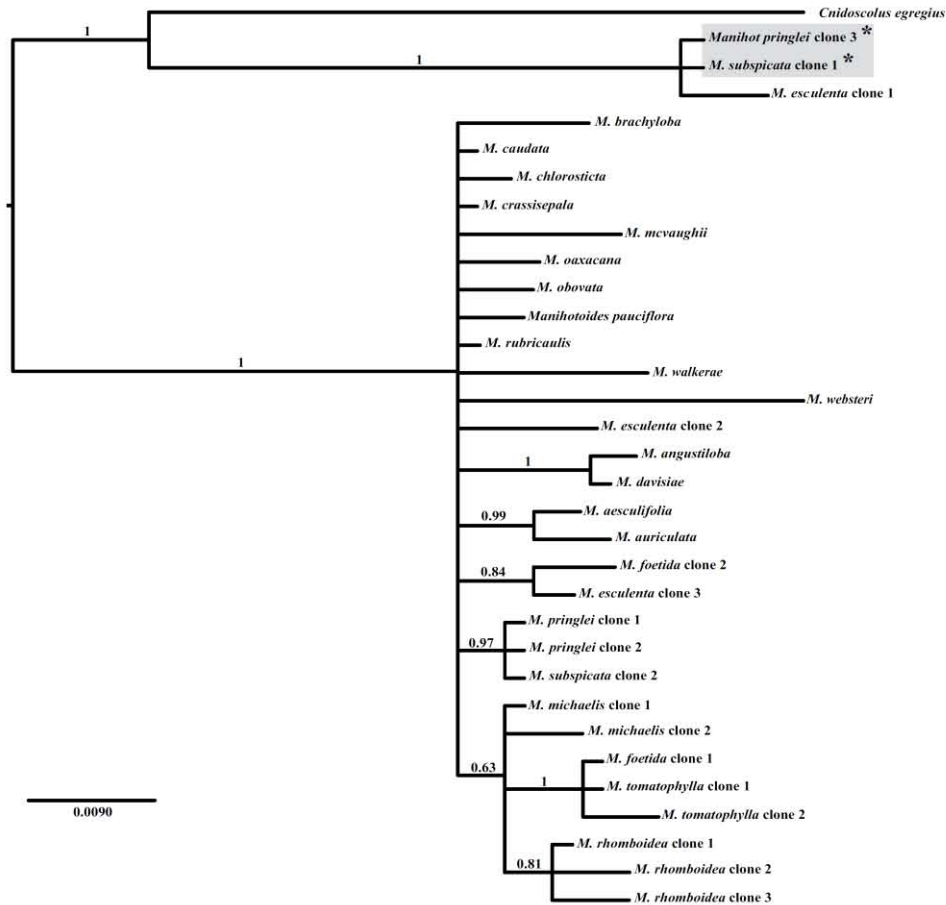 Cnidoscolus egregius
1
Manihot pringlei clone 3 *
1
M. subspicata clone 1 *
M. esculenta clone 1
M. brachyloba
M. caudata
M. chlorosticta
M. crassisepala
M. mcvaughii
M. oaxacana
M. obovata
Manihotoides pauciflora
M. rubricaulis
1
M. walkerae
M. websteri
M. esculenta clone 2
M. angustiloba
1
M. davisiae
M. aesculifolia
0.99
M. auriculata
M. foetida clone 2
0.84
M. esculenta clone 3
M. pringlei clone 1
0.97
M. pringlei clone 2
M. subspicata clone 2
M. michaelis clone 1
M. michaelis clone 2
M. foetida clone 1
0.63
1
M. tomatophylla clone 1
0.0090
M. tomatophylla clone 2
M. rhomboidea clone 1
0.81
M. rhomboidea clone 2
M. rhomboidea clone 3